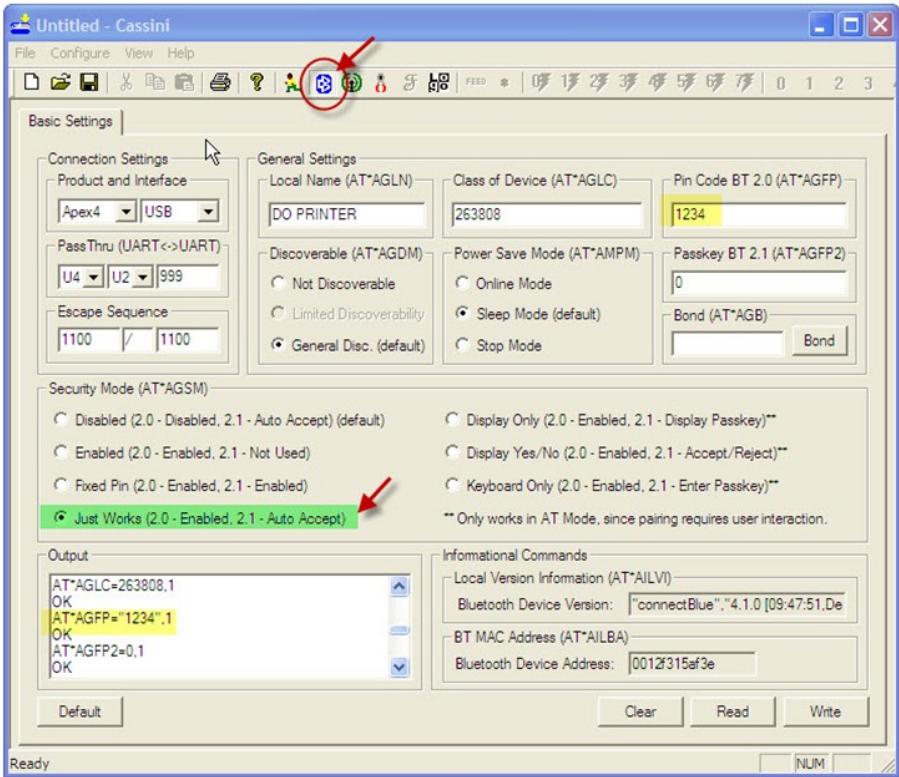 Untitled - Cassini
File Configure View Help
FEED * 0 1 2 3 4 5 6 7 0 1 2 3
Basic Settings
Connection Settings
Product and Interface
Apex4 USB
PassThru (UART<->UART)
U4 U2 999
Escape Sequence
1100 / 1100
General Settings
Local Name (AT*AGLN)
DO PRINTER
Class of Device (AT*AGLC)
263808
Pin Code BT 2.0 (AT*AGFP)
1234
Discoverable (AT*AGDM)
Not Discoverable
Limited Discoverability
General Disc. (default)
Power Save Mode (AT*AMPM)
Online Mode
Sleep Mode (default)
Stop Mode
Passkey BT 2.1 (AT*AGFP2)
0
Bond (AT*AGB)
Bond
Security Mode (AT*AGSM)
Disabled (2.0 - Disabled, 2.1 - Auto Accept) (default)
Enabled (2.0 - Enabled, 2.1 - Not Used)
Fixed Pin (2.0 - Enabled, 2.1 - Enabled)
Just Works (2.0 - Enabled, 2.1 - Auto Accept)
Display Only (2.0 - Enabled, 2.1 - Display Passkey)**
Display Yes/No (2.0 - Enabled, 2.1 - Accept/Reject)**
Keyboard Only (2.0 - Enabled, 2.1 - Enter Passkey)**
** Only works in AT Mode, since pairing requires user interaction.
Output
AT*AGLC=263808,1
OK
AT*AGFP="1234",1
OK
AT*AGFP2=0,1
OK
Informational Commands
Local Version Information (AT*AILVI)
Bluetooth Device Version: "connectBlue"."4.1.0 [09:47:51,De
BT MAC Address (AT*AILBA)
Bluetooth Device Address: 0012f315af3e
Default
Clear Read Write
Ready
NUM